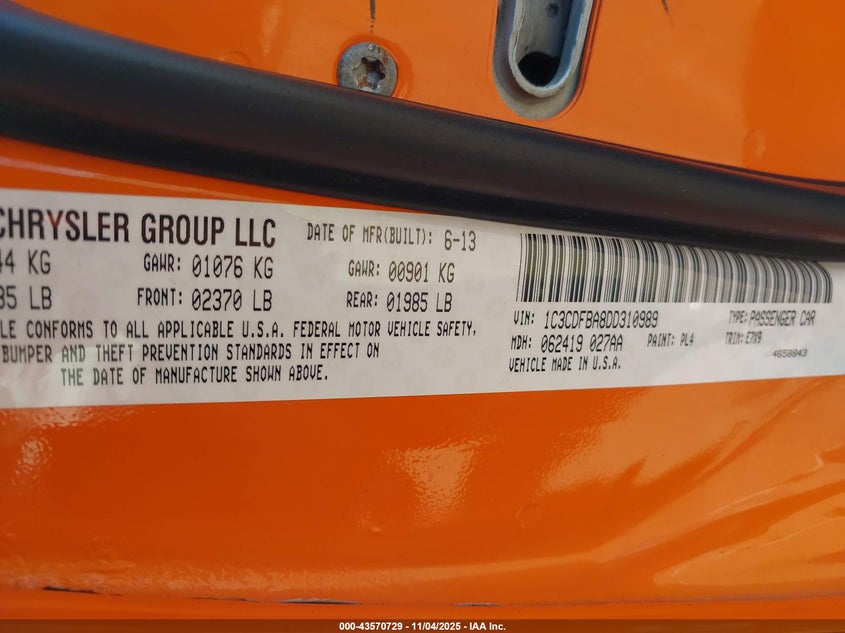 CHRYSLER GROUP LLC
DATE OF MFR(BUILT): 6-13
44 KG GAWR: 01076 KG GAWR: 00901 KG
85 LB FRONT: 02370 LB REAR: 01985 LB
LE CONFORMS TO ALL APPLICABLE U.S.A. FEDERAL MOTOR VEHICLE SAFETY,
BUMPER AND THEFT PREVENTION STANDARDS IN EFFECT ON
THE DATE OF MANUFACTURE SHOWN ABOVE.
VIN: 1C3CDFBA8DD310989 TYPE: PASSENGER CAR
MDH: 062419 027AA PAINT: PL4 TRIM: E7X9
VEHICLE MADE IN U.S.A. 4658843
000-43570729 - 11/04/2025 - IAA Inc.